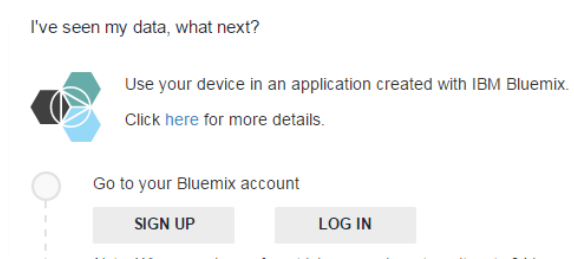 I've seen my data, what next?
Use your device in an application created with IBM Bluemix.
Click here for more details.
Go to your Bluemix account
SIGN UP
LOG IN